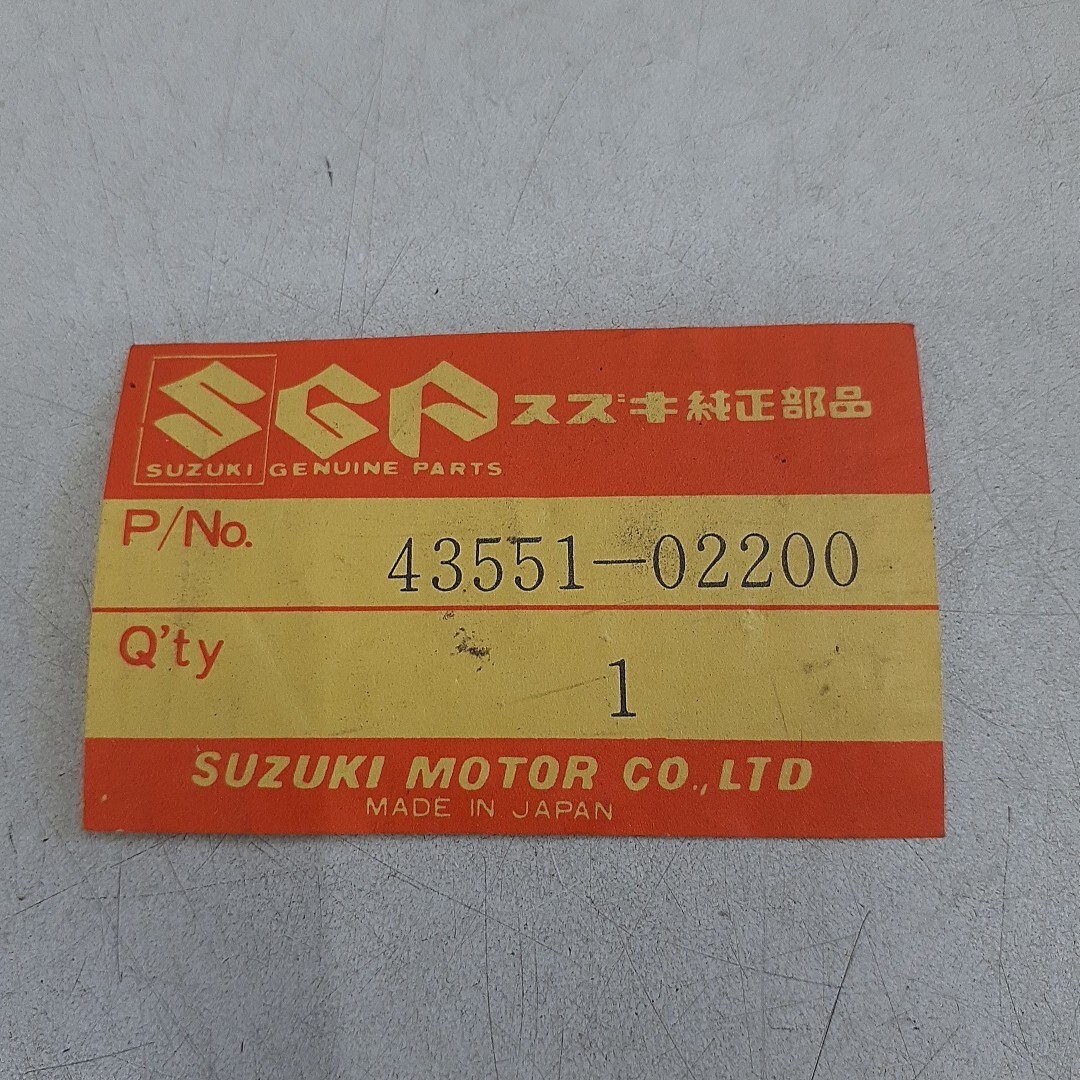 SGP スズキ純正部品
SUZUKI GENUINE PARTS
P/No. 43551-02200
Q'ty 1
SUZUKI MOTOR CO.,LTD
MADE IN JAPAN